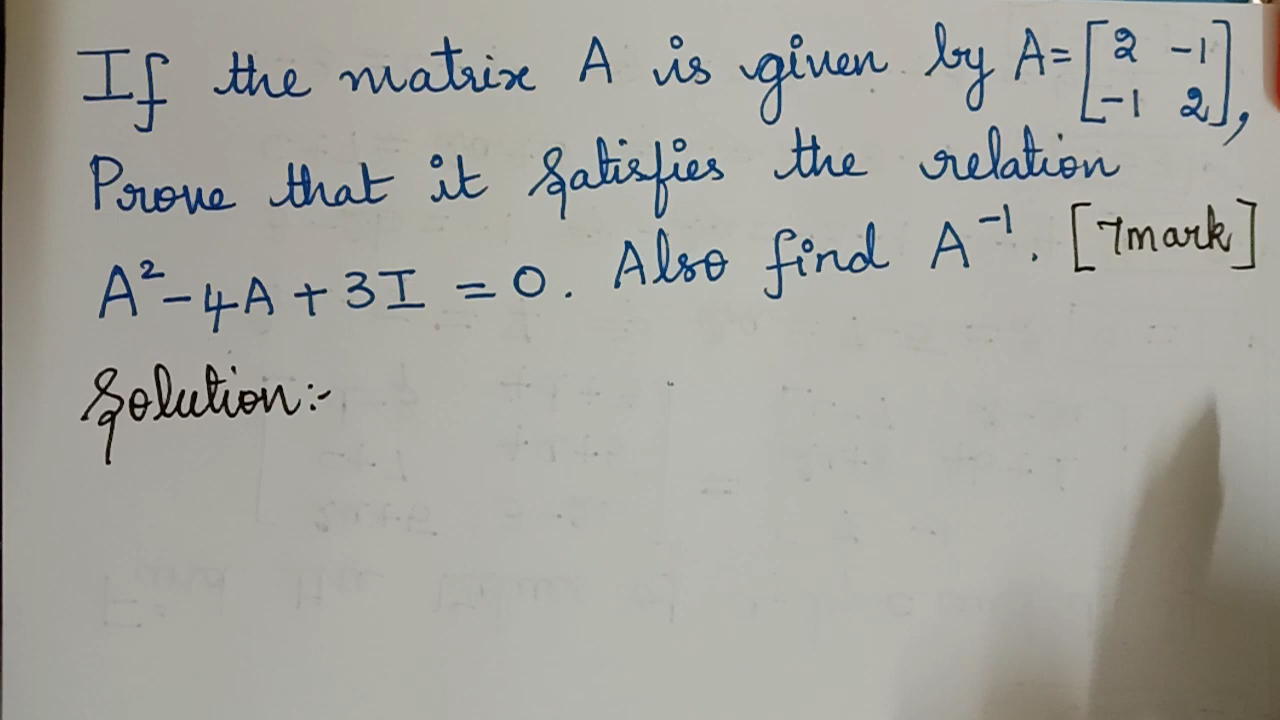 If the matrix A is given by A=[2 -1
-1 2],
Prove that it satisfies the relation
A²-4A+3I=0. Also find A⁻¹. [7mark]
Solution:-